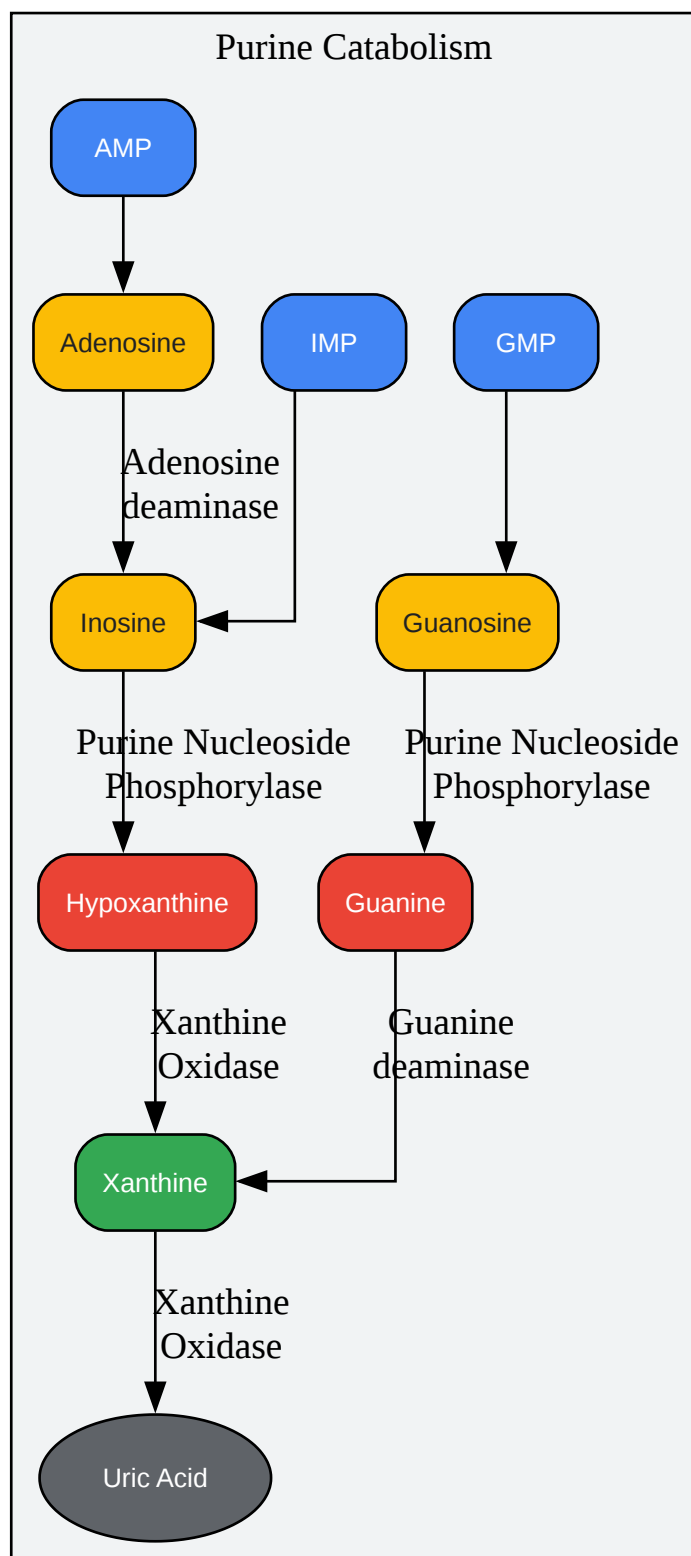 Purine Catabolism
AMP
Adenosine
IMP
GMP
Adenosine
deaminase
Inosine
Guanosine
Purine Nucleoside
Phosphorylase
Purine Nucleoside
Phosphorylase
Hypoxanthine
Guanine
Xanthine
Oxidase
Guanine
deaminase
Xanthine
Xanthine
Oxidase
Uric Acid